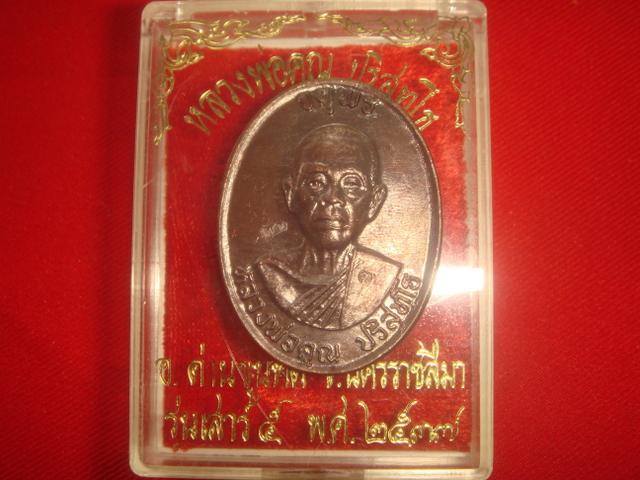 หลวงพ่อคูณ ปริสุทโธ
หลวงพ่อคูณ ปริสุทโธ
อ. ด่านขุนทด จ. นครราชสีมา
รุ่นเสาร์ ๕ พ.ศ. ๒๕๓๗